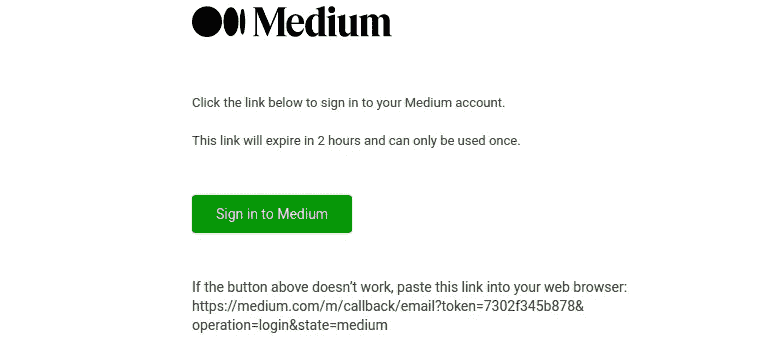 Medium
Click the link below to sign in to your Medium account.
This link will expire in 2 hours and can only be used once.
Sign in to Medium
If the button above doesn’t work, paste this link into your web browser:
https://medium.com/m/callback/email?token=7302f345b878&
operation=login&state=medium